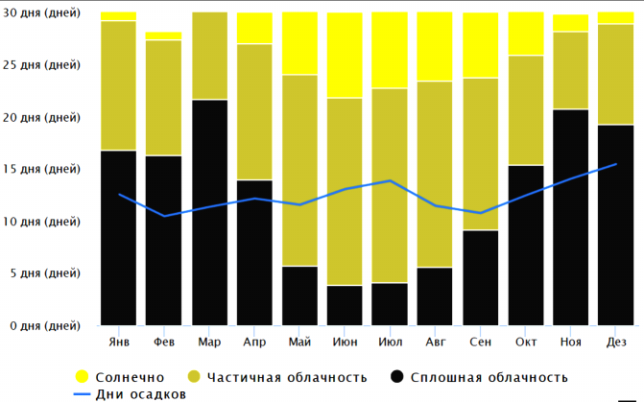 30 дня (дней)
25 дня (дней)
20 дня (дней)
15 дня (дней)
10 дня (дней)
5 дня (дней)
0 дня (дней)
Янв Фев Мар Апр Май Июн Июл Авг Сен Окт Ноя Дез
Солнечно Частичная облачность Сплошная облачность
Дни осадков